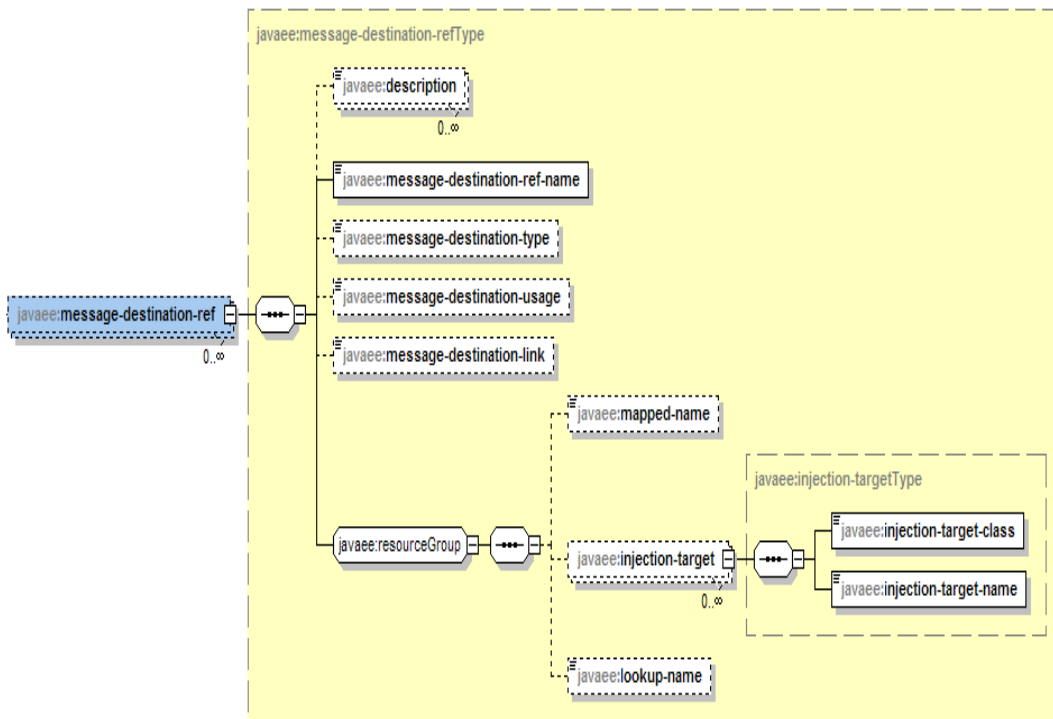 javaee:message-destination-refType
javaee:description
0..∞
javaee:message-destination-ref-name
javaee:message-destination-type
javaee:message-destination-usage
javaee:message-destination-ref
0..∞
javaee:message-destination-link
javaee:mapped-name
javaee:injection-targetType
javaee:injection-target-class
javaee:resourceGroup
javaee:injection-target
0..∞
javaee:injection-target-name
javaee:lookup-name